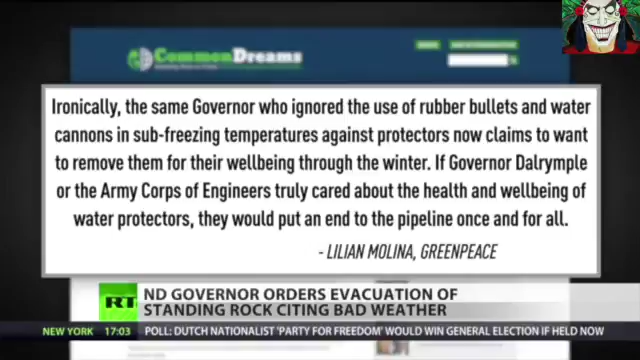 CommonDreams
Ironically, the same Governor who ignored the use of rubber bullets and water
cannons in sub-freezing temperatures against protectors now claims to want
to remove them for their wellbeing through the winter. If Governor Dalrymple
or the Army Corps of Engineers truly cared about the health and wellbeing of
water protectors, they would put an end to the pipeline once and for all.
- LILIAN MOLINA, GREENPEACE
RT
ND GOVERNOR ORDERS EVACUATION OF
STANDING ROCK CITING BAD WEATHER
NEW YORK 17:03 POLL: DUTCH NATIONALIST 'PARTY FOR FREEDOM' WOULD WIN GENERAL ELECTION IF HELD NOW